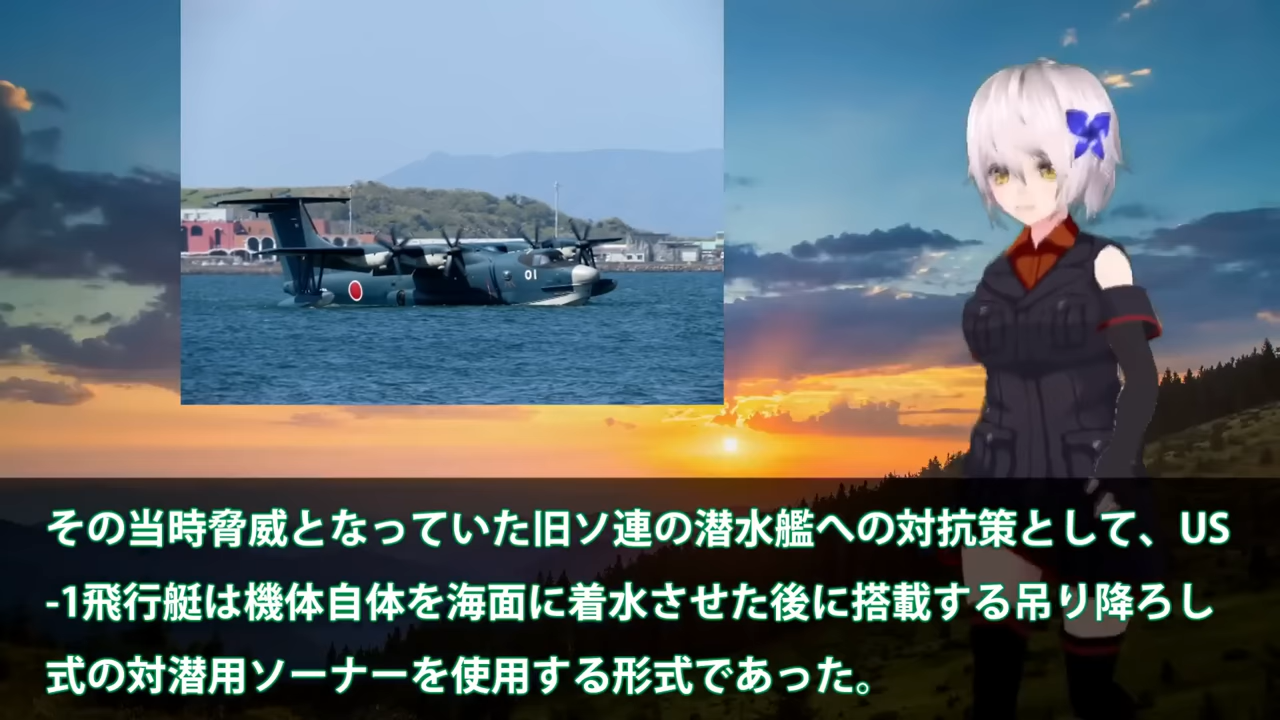 01
その当時脅威となっていた旧ソ連の潜水艦への対抗策として、US
-1飛行艇は機体自体を海面に着水させた後に搭載する吊り降ろし
式の対潜用ソーナーを使用する形式であった。